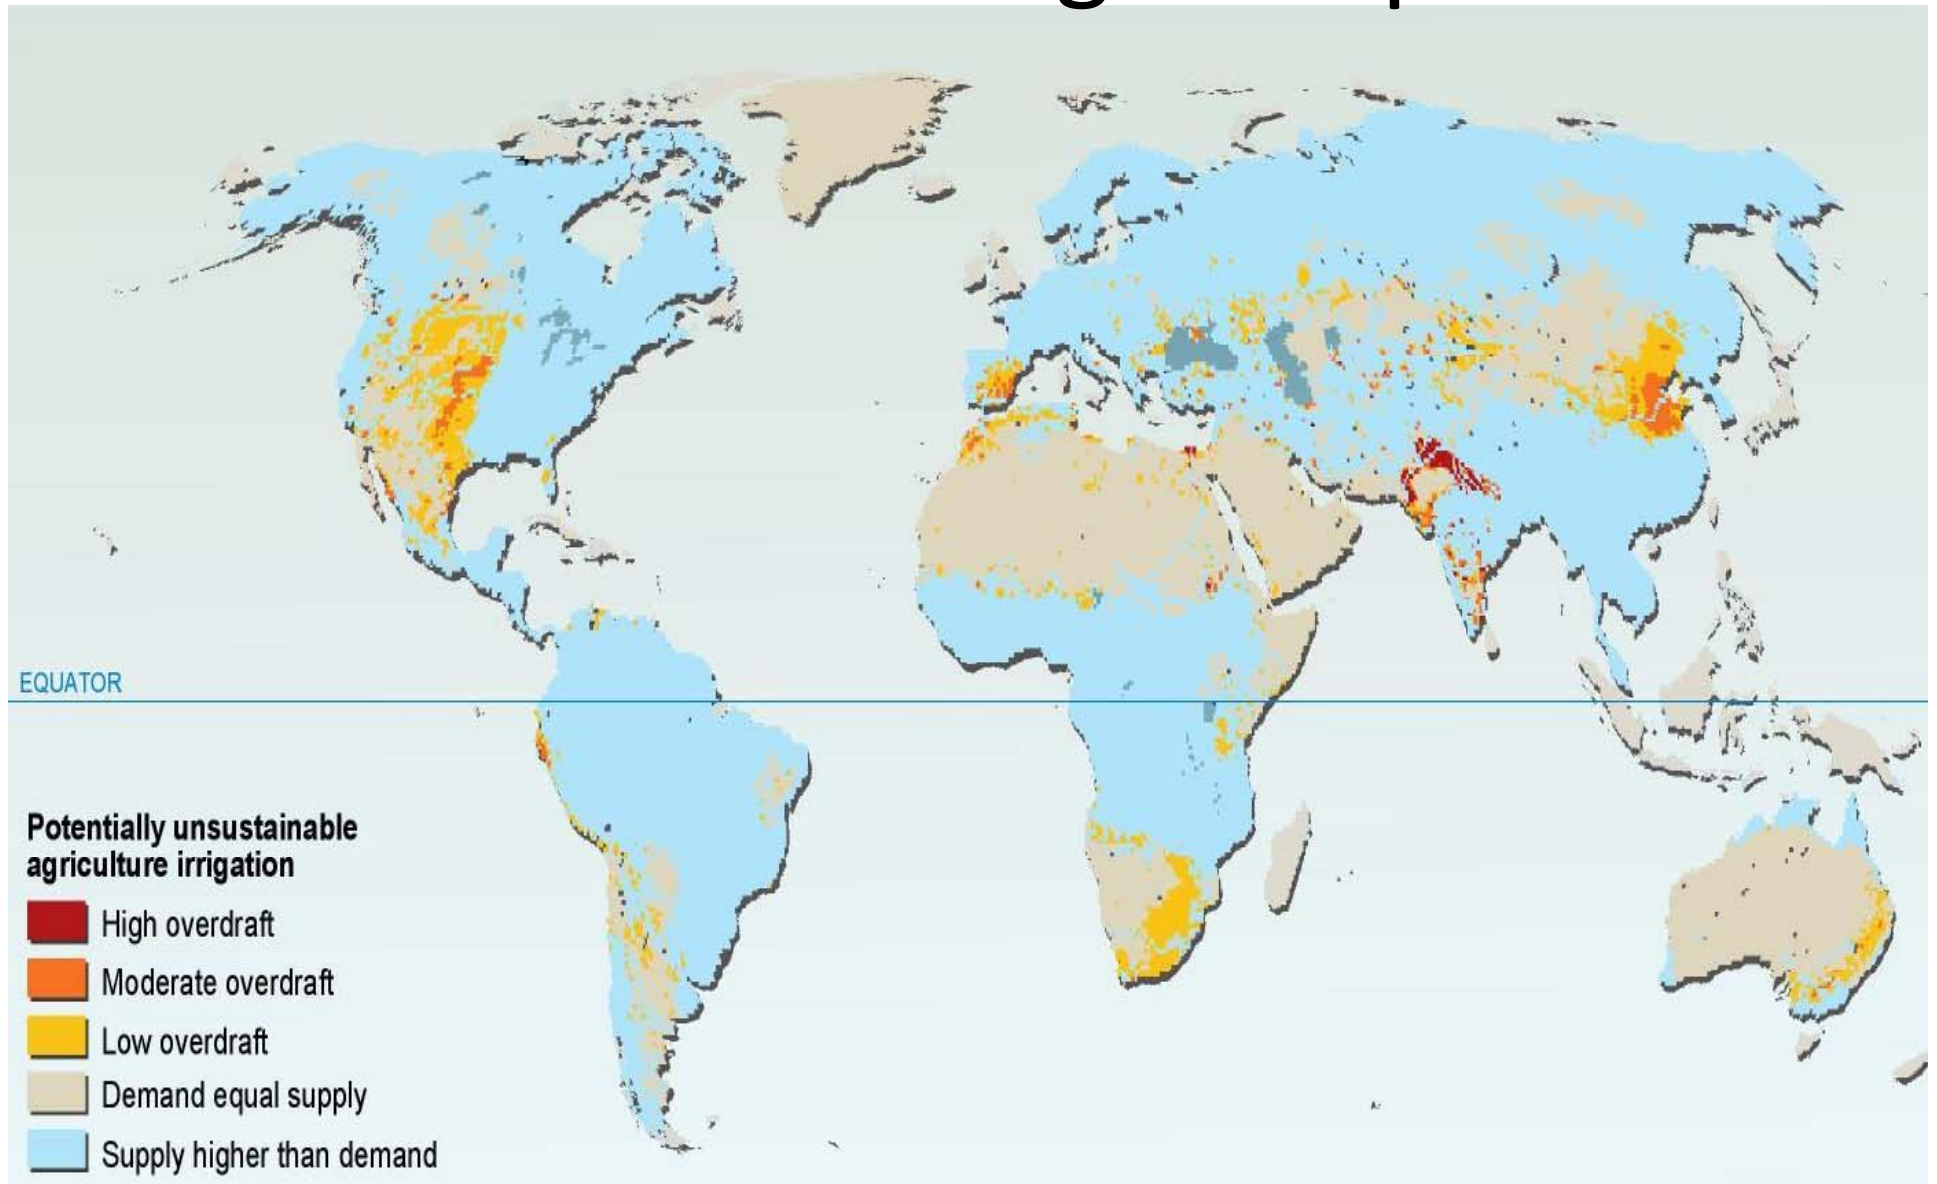 EQUATOR
Potentially unsustainable
agriculture irrigation
High overdraft
Moderate overdraft
Low overdraft
Demand equal supply
Supply higher than demand